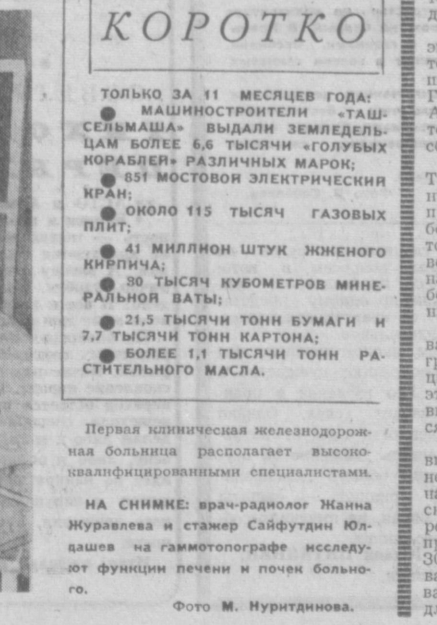 КОРОТКО
ТОЛЬКО ЗА 11 МЕСЯЦЕВ ГОДА:
● МАШИНОСТРОИТЕЛИ «ТАШ-
СЕЛЬМАША» ВЫДАЛИ ЗЕМЛЕДЕЛЬ-
ЦАМ БОЛЕЕ 6,6 ТЫСЯЧИ «ГОЛУБЫХ
КОРАБЛЕЙ» РАЗЛИЧНЫХ МАРОК;
● 851 МОСТОВОЙ ЭЛЕКТРИЧЕСКИЙ
КРАН;
● ОКОЛО 115 ТЫСЯЧ ГАЗОВЫХ
ПЛИТ;
● 41 МИЛЛИОН ШТУК ЖЖЕНОГО
КИРПИЧА;
● 80 ТЫСЯЧ КУБОМЕТРОВ МИНЕ-
РАЛЬНОЙ ВАТЫ;
● 21,5 ТЫСЯЧИ ТОНН БУМАГИ И
7,7 ТЫСЯЧИ ТОНН КАРТОНА;
● БОЛЕЕ 1,1 ТЫСЯЧИ ТОНН РА-
СТИТЕЛЬНОГО МАСЛА.
Первая клиническая железнодорож-
ная больница располагает высоко-
квалифицированными специалистами.
НА СНИМКЕ: врач-радиолог Жанна
Журавлева и стажер Сайфутдин Юл-
дашев на гаммотопографе исследу-
ют функции печени и почек больно-
го.
Фото М. Нуритдинова.